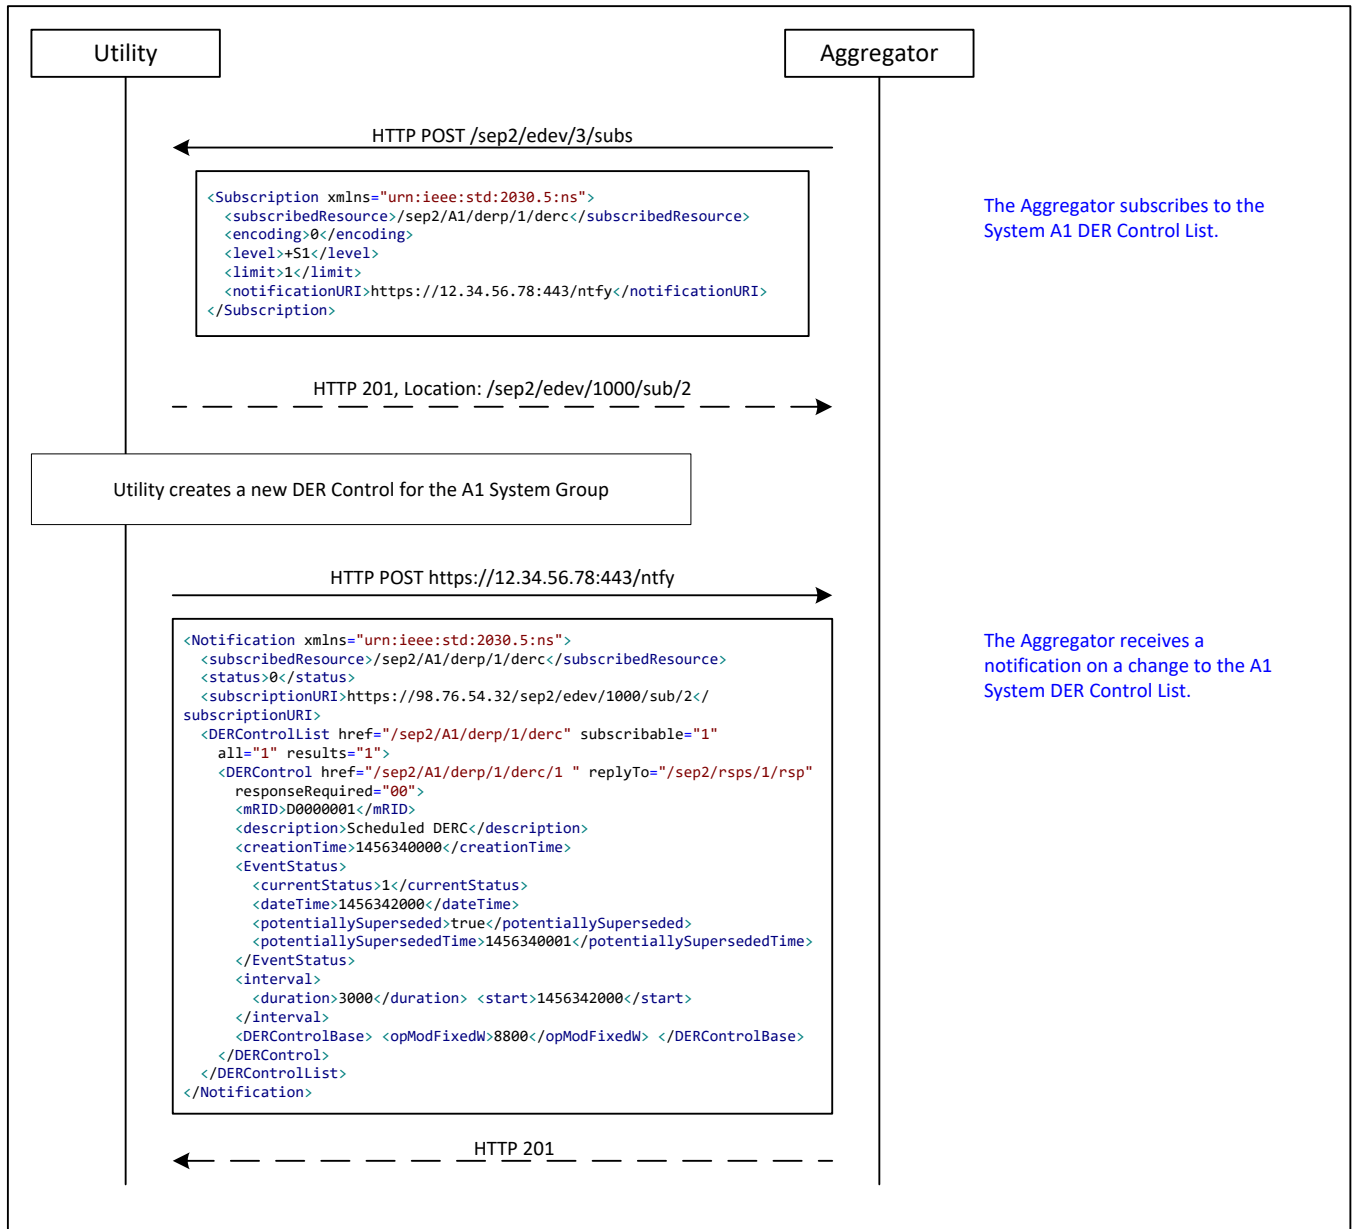 Utility
Aggregator
HTTP POST /sep2/edev/3/subs
<Subscription xmlns="urn:ieee:std:2030.5:ns">
<subscribedResource>/sep2/A1/derp/1/derc</subscribedResource>
<encoding>0</encoding>
<level>+S1</level>
<limit>1</limit>
<notificationURI>https://12.34.56.78:443/ntfy</notificationURI>
</Subscription>
The Aggregator subscribes to the
System A1 DER Control List.
HTTP 201, Location: /sep2/edev/1000/sub/2
Utility creates a new DER Control for the A1 System Group
HTTP POST https://12.34.56.78:443/ntfy
<Notification xmlns="urn:ieee:std:2030.5:ns">
<subscribedResource>/sep2/A1/derp/1/derc</subscribedResource>
<status>0</status>
<subscriptionURI>https://98.76.54.32/sep2/edev/1000/sub/2</
subscriptionURI>
<DERControlList href="/sep2/A1/derp/1/derc" subscribable="1"
all="1" results="1">
<DERControl href="/sep2/A1/derp/1/derc/1 " replyTo="/sep2/rsps/1/rsp"
responseRequired="00">
<mRID>D0000001</mRID>
<description>Scheduled DERC</description>
<creationTime>1456340000</creationTime>
<EventStatus>
<currentStatus>1</currentStatus>
<dateTime>1456342000</dateTime>
<potentiallySuperseded>true</potentiallySuperseded>
<potentiallySupersededTime>1456340001</potentiallySupersededTime>
</EventStatus>
<interval>
<duration>3000</duration> <start>1456342000</start>
</interval>
<DERControlBase> <opModFixedW>8800</opModFixedW> </DERControlBase>
</DERControl>
</DERControlList>
</Notification>
The Aggregator receives a
notification on a change to the A1
System DER Control List.
HTTP 201